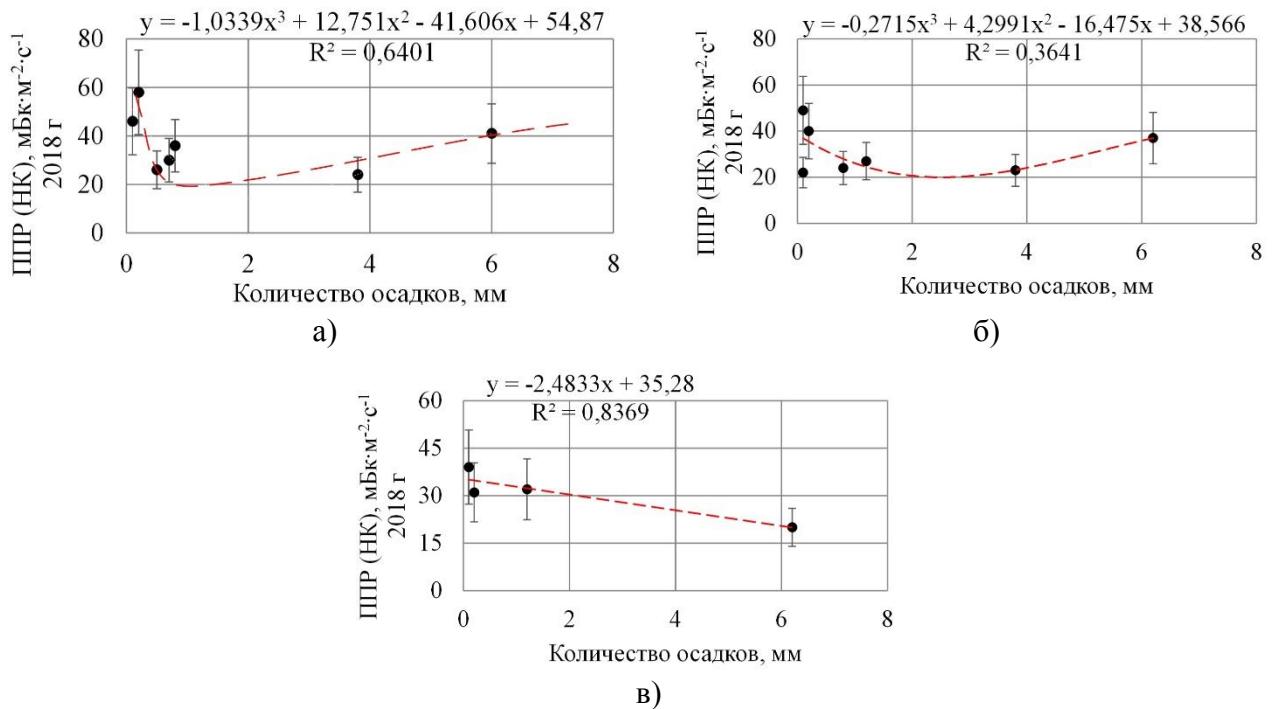 y = -1,0339x³ + 12,751x² - 41,606x + 54,87
R² = 0,6401
ППР (НК), мБк·м⁻²·с⁻¹
2018 г
80
60
40
20
0
0 2 4 6 8
Количество осадков, мм
а)
y = -0,2715x³ + 4,2991x² - 16,475x + 38,566
R² = 0,3641
ППР (НК), мБк·м⁻²·с⁻¹
2018 г
80
60
40
20
0
0 2 4 6 8
Количество осадков, мм
б)
y = -2,4833x + 35,28
R² = 0,8369
ППР (НК), мБк·м⁻²·с⁻¹
2018 г
60
45
30
15
0
0 2 4 6 8
Количество осадков, мм
в)